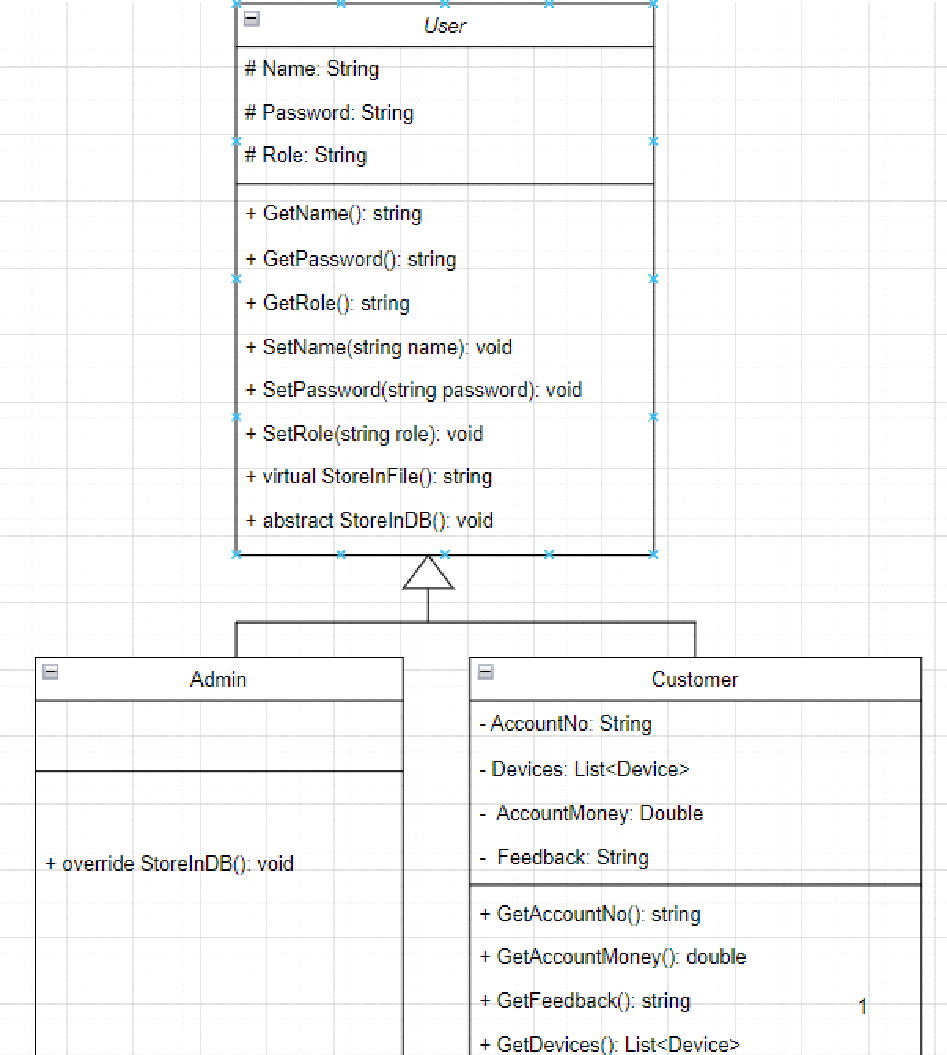 User
# Name: String
# Password: String
# Role: String
+ GetName(): string
+ GetPassword(): string
+ GetRole(): string
+ SetName(string name): void
+ SetPassword(string password): void
+ SetRole(string role): void
+ virtual StoreInFile(): string
+ abstract StoreInDB(): void
Admin
+ override StoreInDB(): void
Customer
- AccountNo: String
- Devices: List<Device>
- AccountMoney: Double
- Feedback: String
+ GetAccountNo(): string
+ GetAccountMoney(): double
+ GetFeedback(): string
1
+ GetDevices(): List<Device>